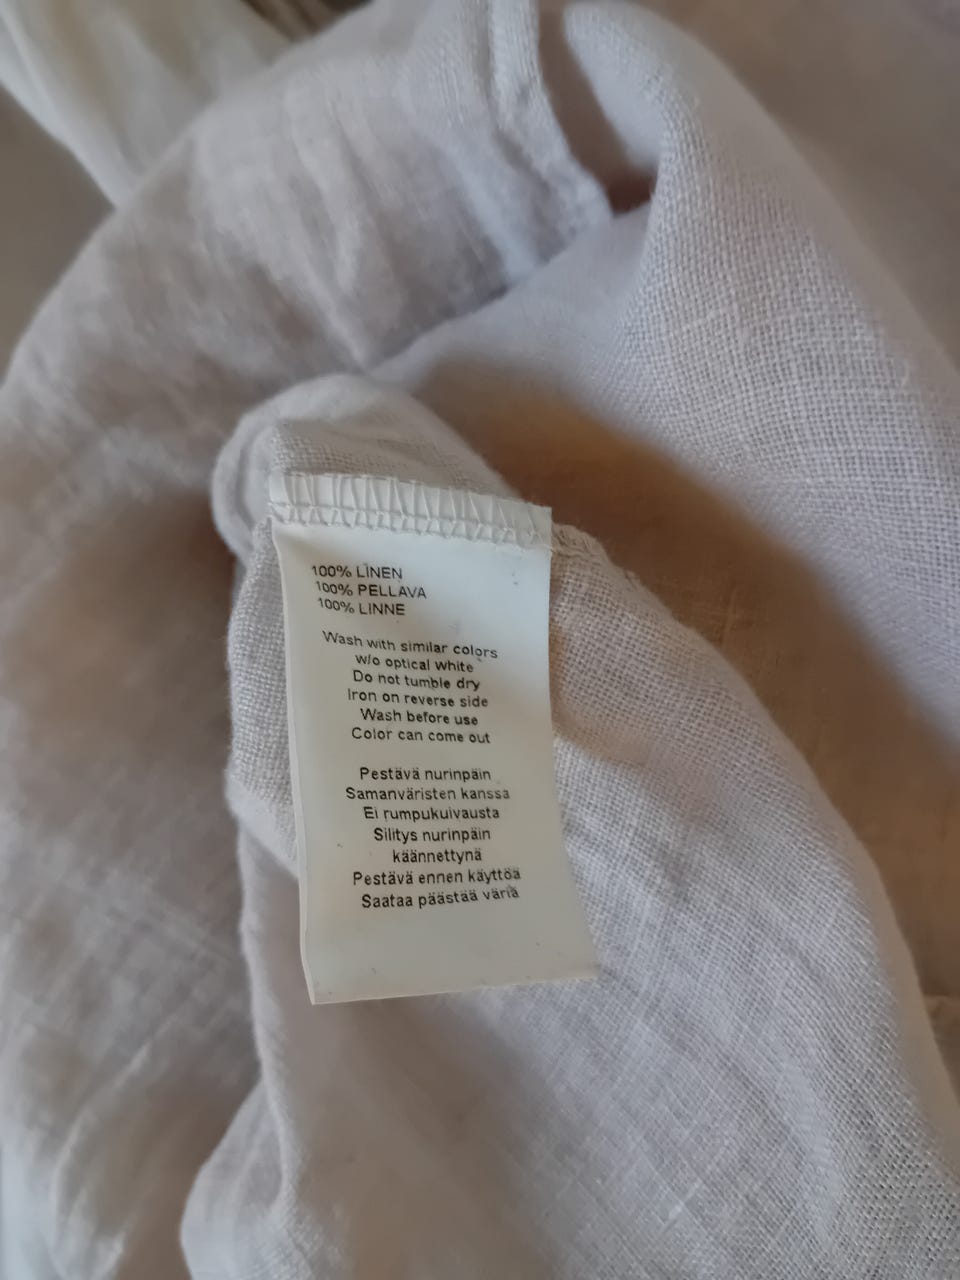 100% LINEN
100% PELLAVA
100% LINNE
Wash with similar colors
w/o optical white
Do not tumble dry
Iron on reverse side
Wash before use
Color can come out
Pestävä nurinpäin
Samanväristen kanssa
Ei rumpukuivausta
Silitys nurinpäin
käännettynä
Pestävä ennen käyttöä
Saataa päästää väriä